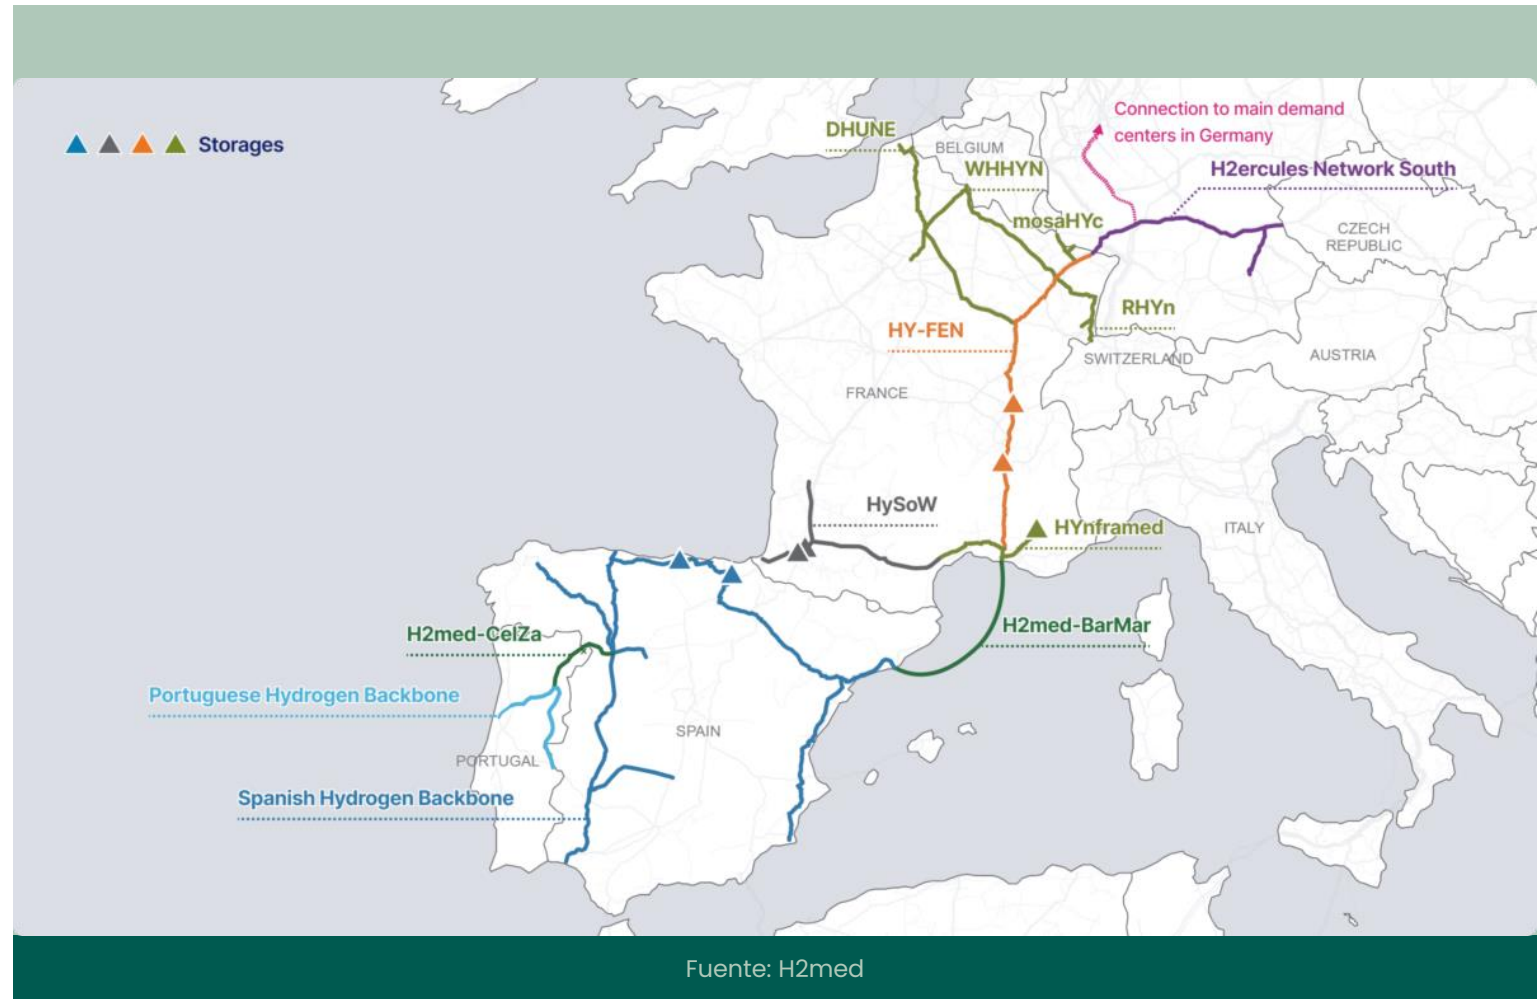 Storages
DHUNE
BELGIUM
WHHYN
mosaHYc
Connection to main demand
centers in Germany
H2ercules Network South
CZECH
REPUBLIC
HY-FEN
RHYn
SWITZERLAND
AUSTRIA
FRANCE
HySoW
HYnframed
ITALY
H2med-CelZa
H2med-BarMar
Portuguese Hydrogen Backbone
SPAIN
PORTUGAL
Spanish Hydrogen Backbone
Fuente: H2med